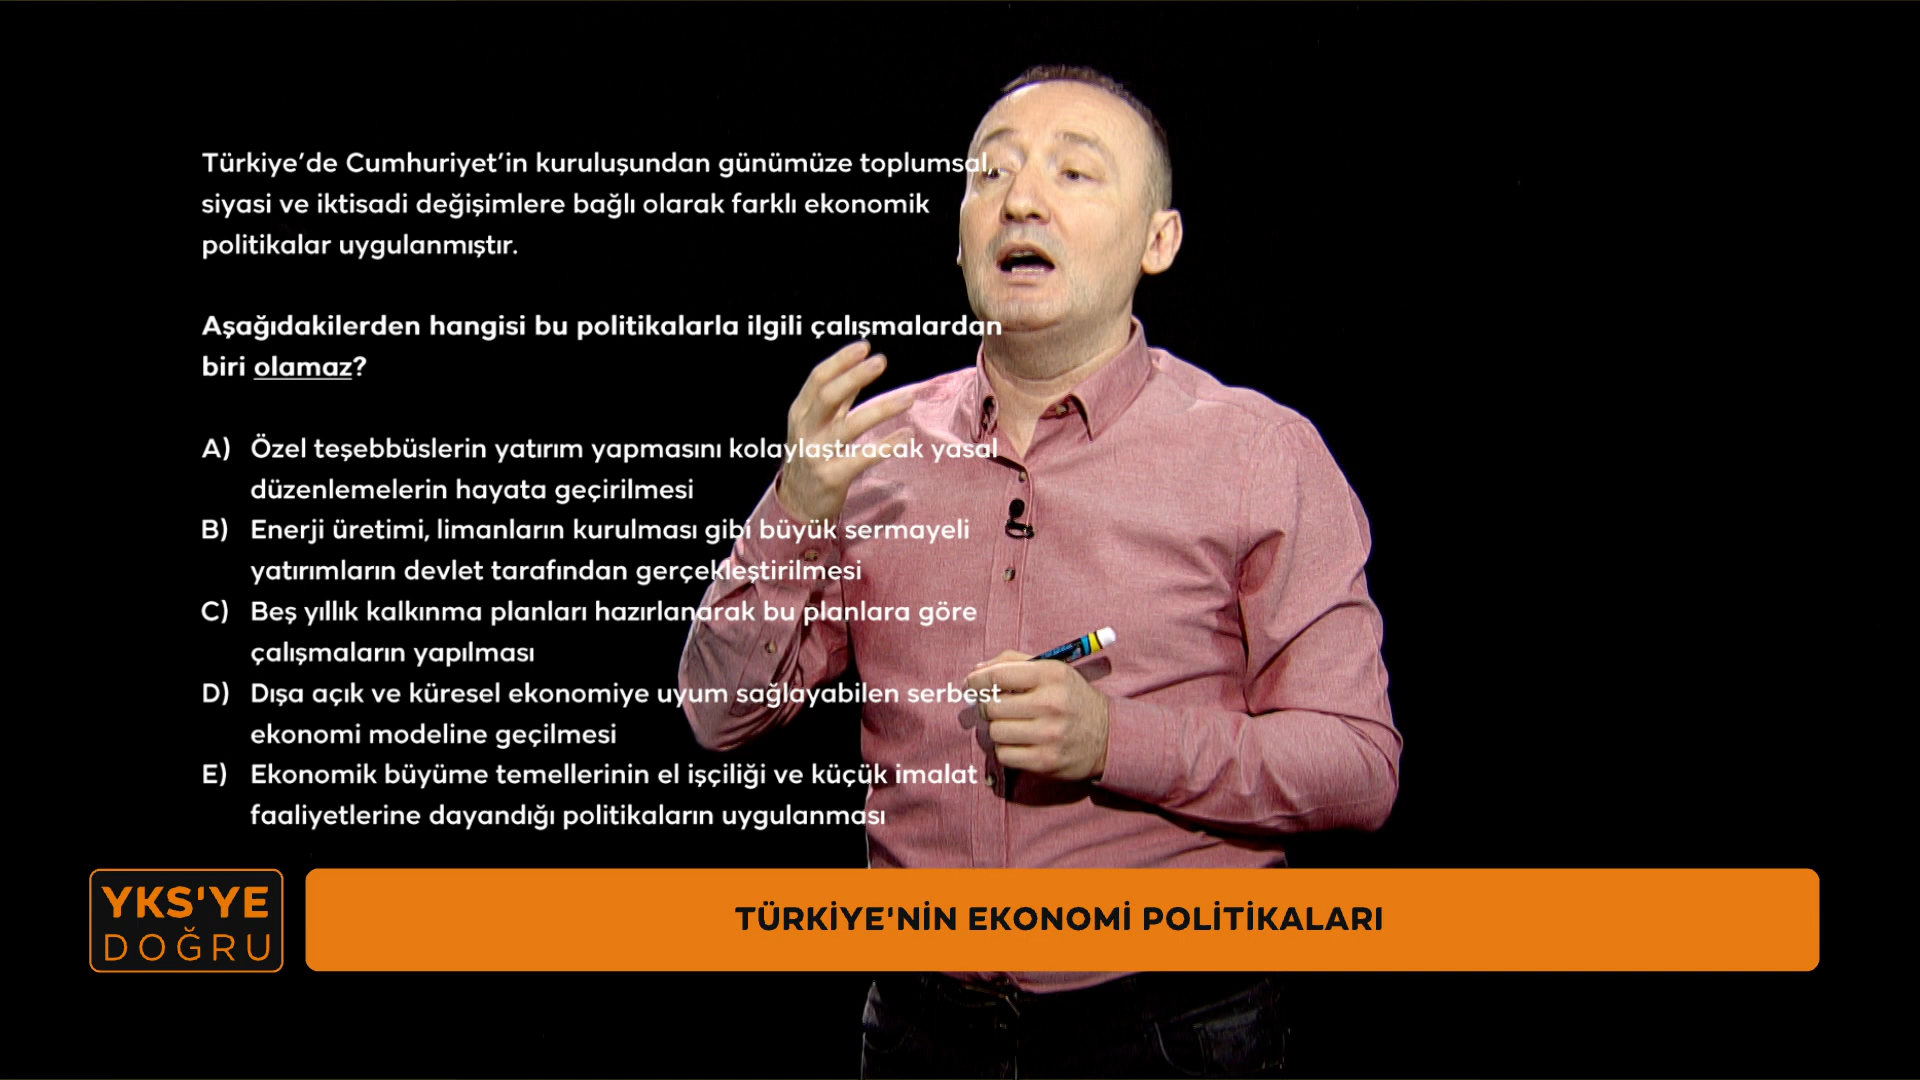 Türkiye’de Cumhuriyet’in kuruluşundan günümüze toplumsal,
siyasi ve iktisadi değişimlere bağlı olarak farklı ekonomik
politikalar uygulanmıştır.
Aşağıdakilerden hangisi bu politikalarla ilgili çalışmalardan
biri olamaz?
A) Özel teşebbüslerin yatırım yapmasını kolaylaştıracak yasal
düzenlemelerin hayata geçirilmesi
B) Enerji üretimi, limanların kurulması gibi büyük sermayeli
yatırımların devlet tarafından gerçekleştirilmesi
C) Beş yıllık kalkınma planları hazırlanarak bu planlara göre
çalışmaların yapılması
D) Dışa açık ve küresel ekonomiye uyum sağlayabilen serbest
ekonomi modeline geçilmesi
E) Ekonomik büyüme temellerinin el işçiliği ve küçük imalat
faaliyetlerine dayandığı politikaların uygulanması
YKS'YE
DOĞRU
TÜRKİYE'NİN EKONOMİ POLİTİKALARI